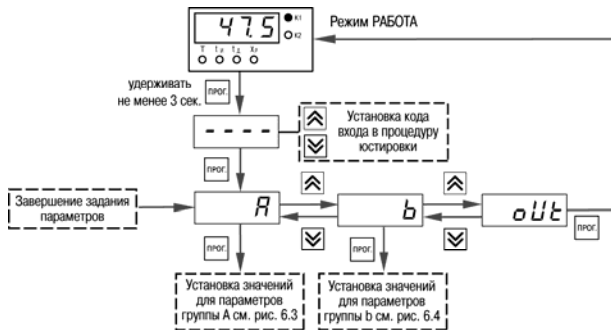 47.5
K1
K2
Режим РАБОТА
T tи tд Xp
удерживать
не менее 3 сек.
ПРОГ.
- - - -
Установка кода
входа в процедуру
юстировки
ПРОГ.
Завершение задания
параметров
A
b
oUt
ПРОГ.
ПРОГ.
ПРОГ.
Установка значений
для параметров
группы А см. рис. 6.3
Установка значений
для параметров
группы b см. рис. 6.4